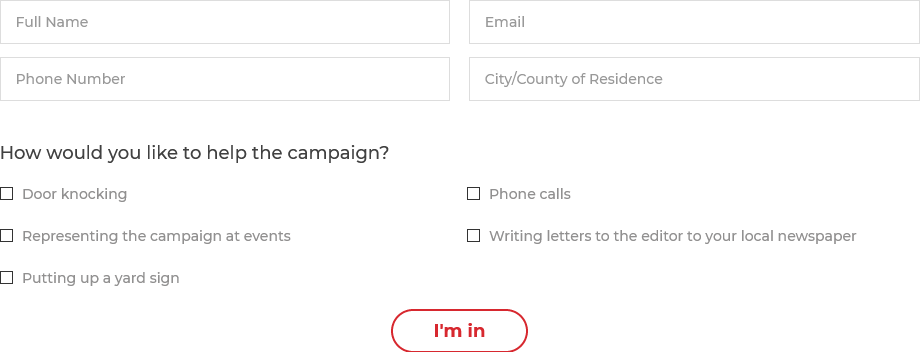 Full Name
Email
Phone Number
City/County of Residence
How would you like to help the campaign?
Door knocking
Phone calls
Representing the campaign at events
Writing letters to the editor to your local newspaper
Putting up a yard sign
I'm in